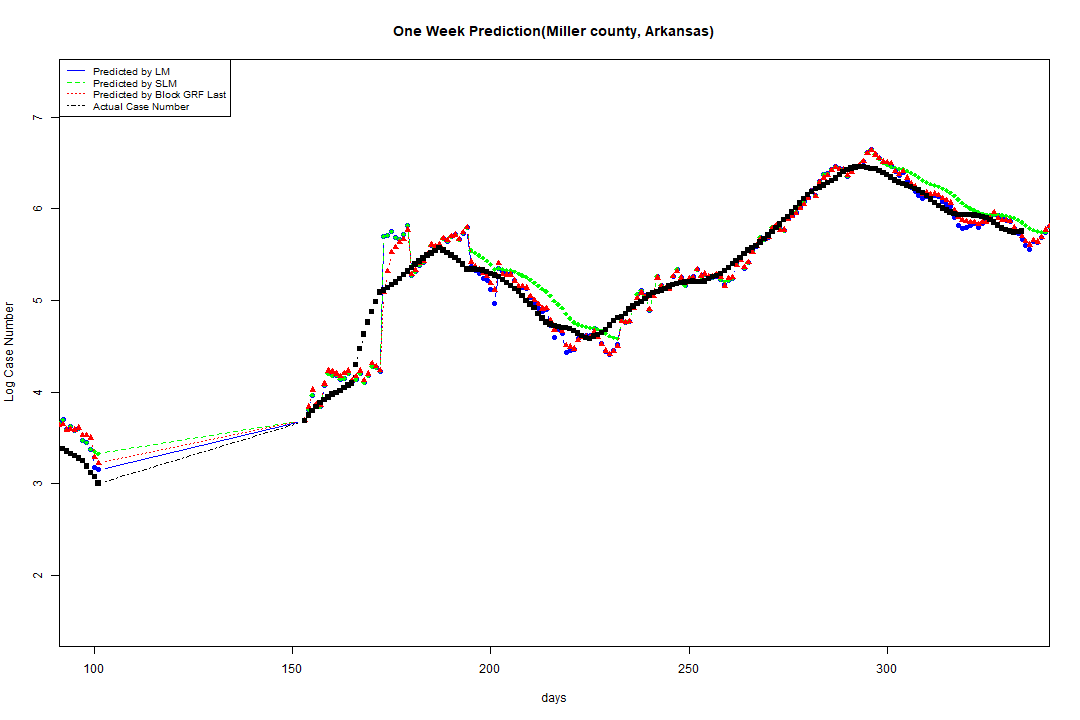 One Week Prediction(Miller county, Arkansas)
Predicted by LM
Predicted by SLM
Predicted by Block GRF Last
Actual Case Number
Log Case Number
7
6
5
4
3
2
100 150 200 250 300
days